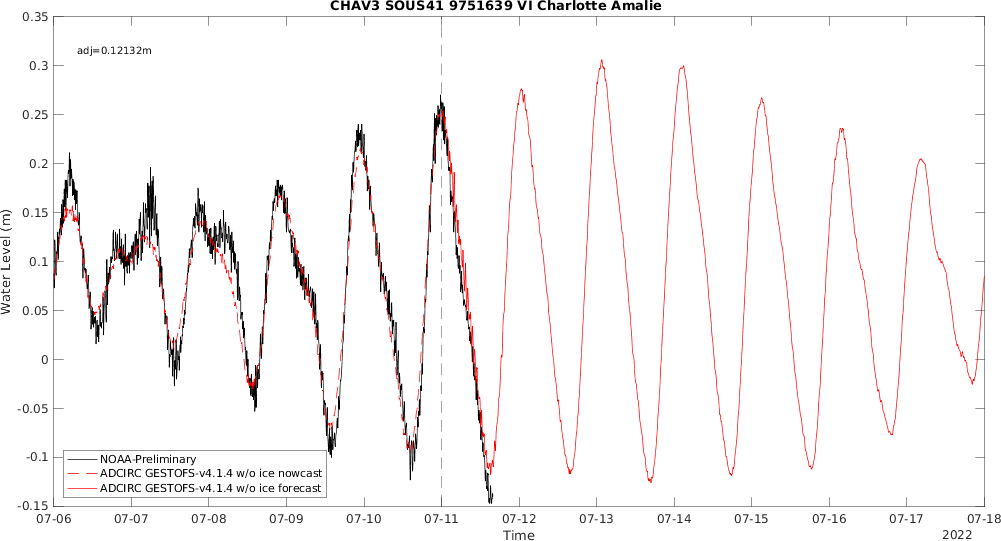 CHAV3 SOUS41 9751639 VI Charlotte Amalie
adj=0.12132m
0.35
0.3
0.25
0.2
0.15
0.1
0.05
0
-0.05
-0.1
-0.15
Water Level (m)
NOAA-Preliminary
ADCIRC GESTOFS-v4.1.4 w/o ice nowcast
ADCIRC GESTOFS-v4.1.4 w/o ice forecast
07-06 07-07 07-08 07-09 07-10 07-11 07-12 07-13 07-14 07-15 07-16 07-17 07-18
Time
2022